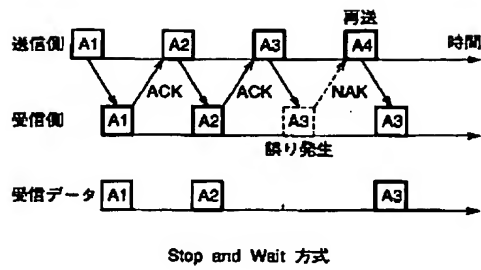 再送
送信側 A1 A2 A3 A4 時間
ACK ACK NAK
受信側 A1 A2 A3 A3
誤り発生
受信データ A1 A2 A3
Stop and Wait 方式